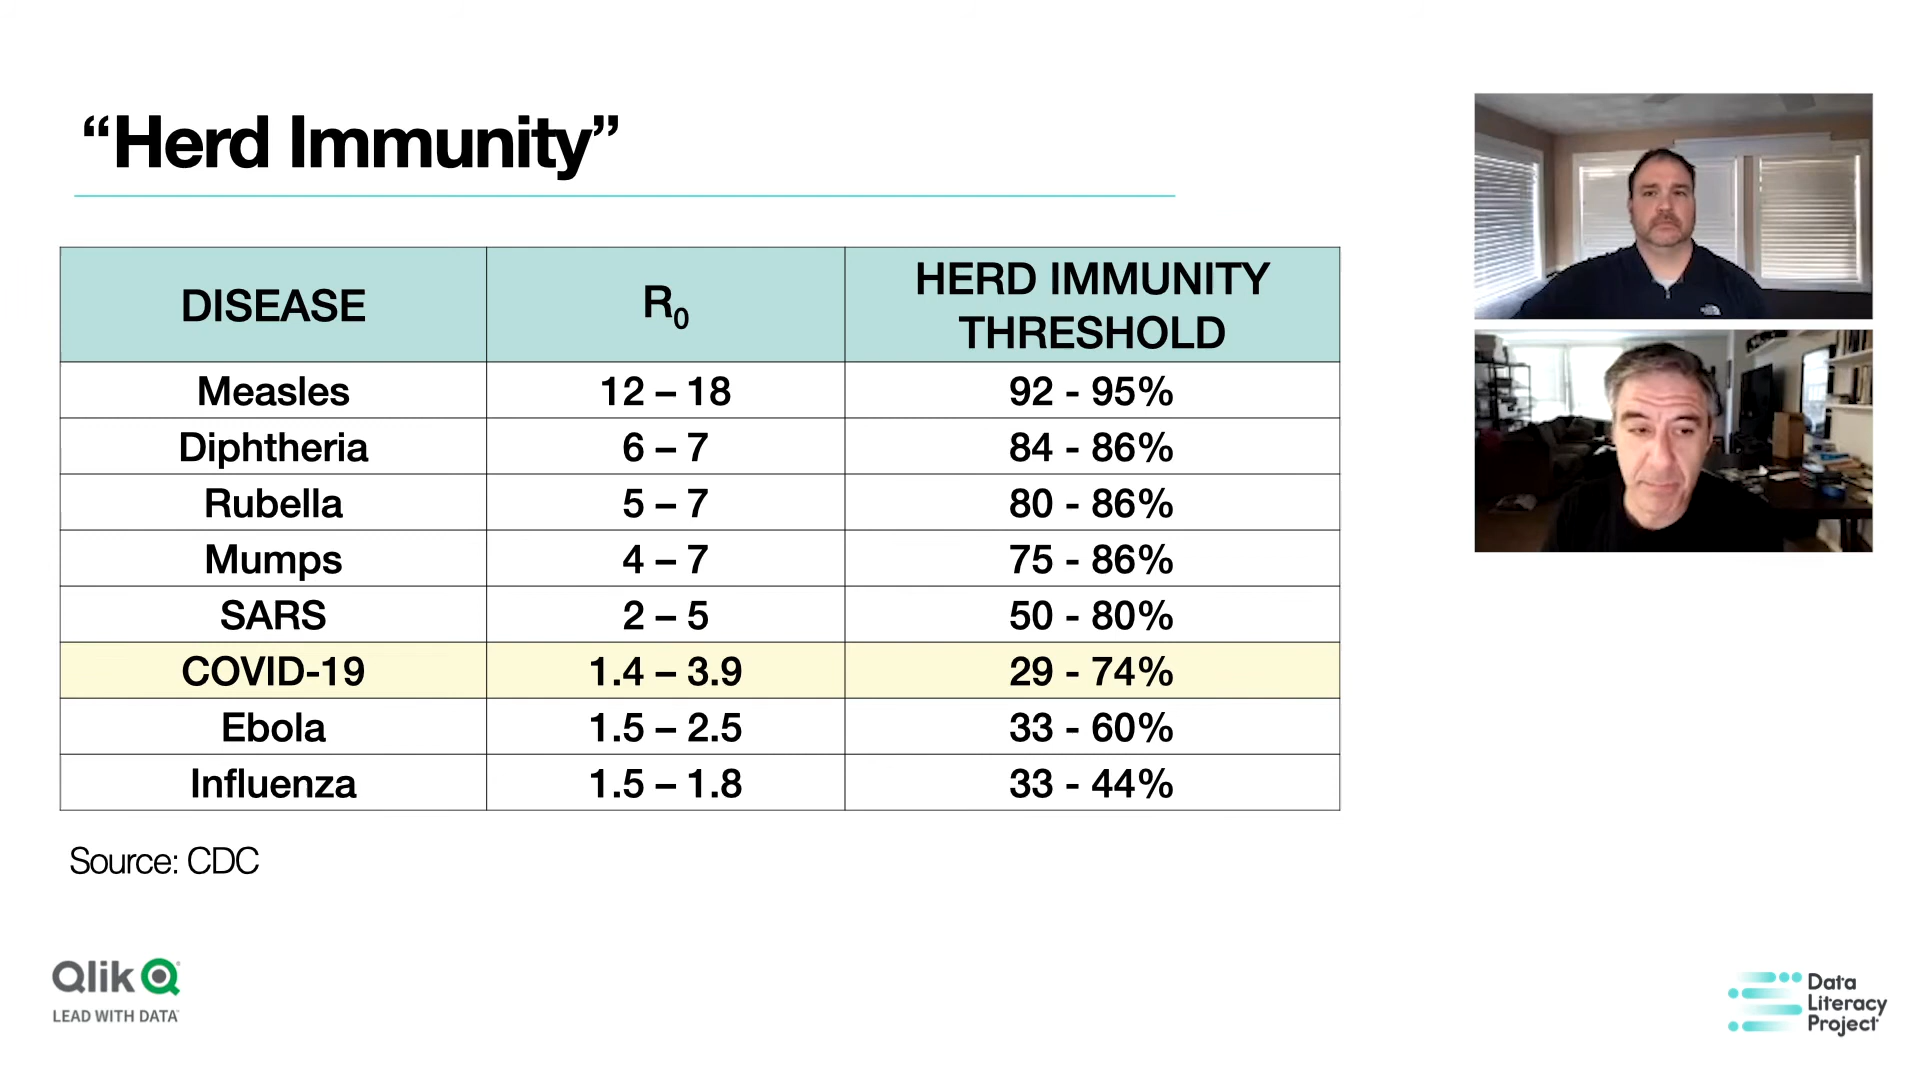 “Herd Immunity”
DISEASE R0 HERD IMMUNITY THRESHOLD
Measles 12 – 18 92 - 95%
Diphtheria 6 – 7 84 - 86%
Rubella 5 – 7 80 - 86%
Mumps 4 – 7 75 - 86%
SARS 2 – 5 50 - 80%
COVID-19 1.4 – 3.9 29 - 74%
Ebola 1.5 – 2.5 33 - 60%
Influenza 1.5 – 1.8 33 - 44%
Source: CDC
Qlik
LEAD WITH DATA
Data
Literacy
Project